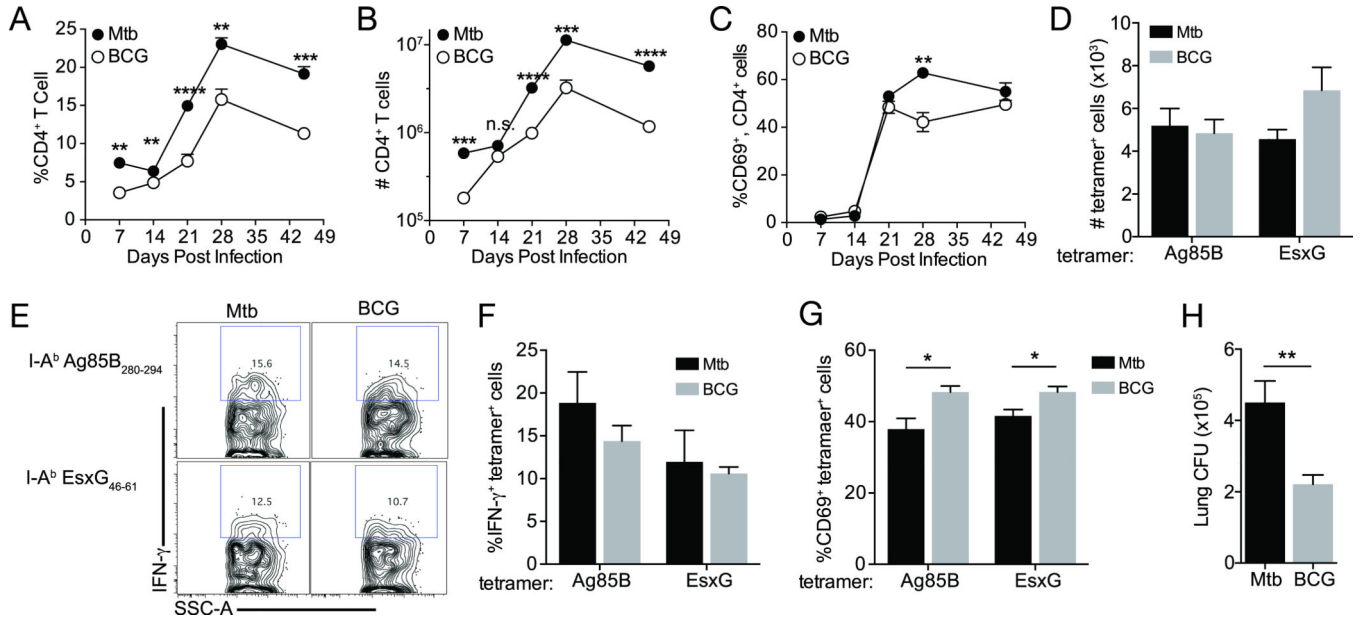 A
Mtb
BCG
%CD4⁺ T Cell
25
20
15
10
5
0
**
**
****
**
***
0 7 14 21 28 35 42 49
Days Post Infection
B
Mtb
BCG
# CD4⁺ T cells
10⁷
10⁶
10⁵
***
n.s.
****
***
****
0 7 14 21 28 35 42 49
Days Post Infection
C
Mtb
BCG
%CD69⁺, CD4⁺ cells
80
60
40
20
0
**
0 7 14 21 28 35 42 49
Days Post Infection
D
Mtb
BCG
# tetramer⁺ cells (x10³)
10
8
6
4
2
0
tetramer: Ag85B EsxG
E
Mtb BCG
I-Aᵇ Ag85B₂₈₀₋₂₉₄
15.6 14.5
I-Aᵇ EsxG₄₆₋₆₁
12.5 10.7
IFN-γ
SSC-A
F
Mtb
BCG
%IFN-γ⁺ tetramer⁺ cells
25
20
15
10
5
0
tetramer: Ag85B EsxG
G
Mtb
BCG
%CD69⁺ tetramaer⁺ cells
60
40
20
0
*
*
tetramer: Ag85B EsxG
H
Lung CFU (x10⁵)
6
4
2
0
**
Mtb BCG